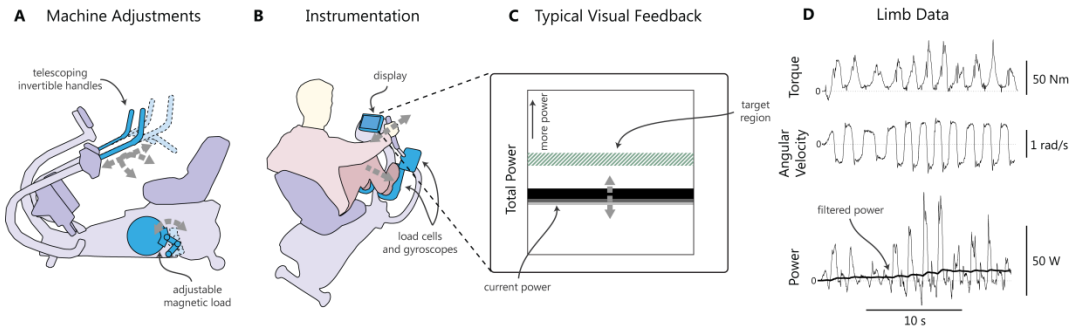 A Machine Adjustments
telescoping
invertible handles
adjustable
magnetic load
B Instrumentation
display
load cells
and gyroscopes
C Typical Visual Feedback
Total Power
more power
target
region
current power
D Limb Data
Torque
0
50 Nm
Angular
Velocity
0
1 rad/s
filtered power
Power
0
50 W
10 s